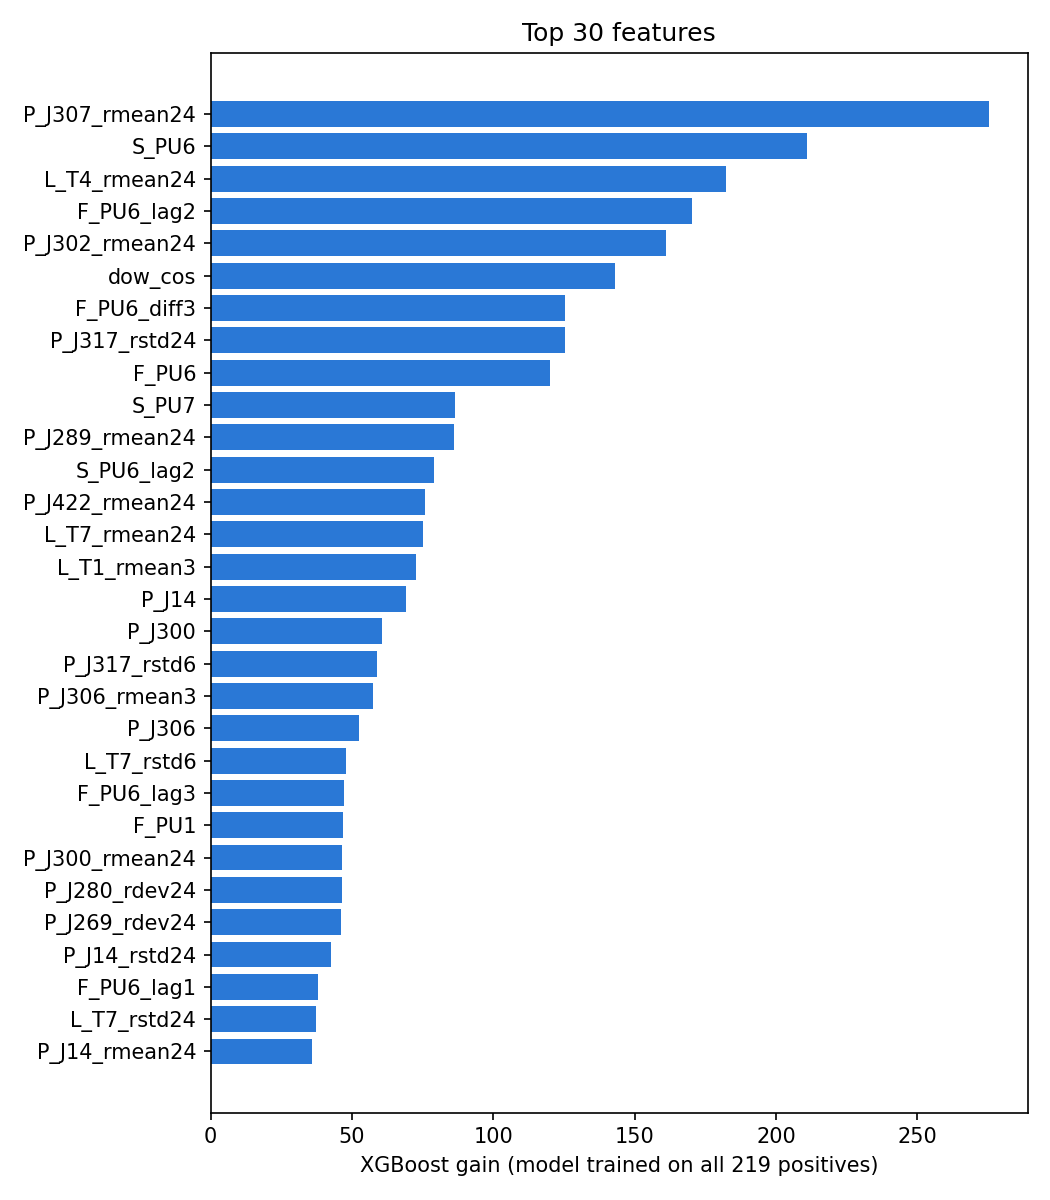 Top 30 features
P_J307_rmean24
S_PU6
L_T4_rmean24
F_PU6_lag2
P_J302_rmean24
dow_cos
F_PU6_diff3
P_J317_rstd24
F_PU6
S_PU7
P_J289_rmean24
S_PU6_lag2
P_J422_rmean24
L_T7_rmean24
L_T1_rmean3
P_J14
P_J300
P_J317_rstd6
P_J306_rmean3
P_J306
L_T7_rstd6
F_PU6_lag3
F_PU1
P_J300_rmean24
P_J280_rdev24
P_J269_rdev24
P_J14_rstd24
F_PU6_lag1
L_T7_rstd24
P_J14_rmean24
0 50 100 150 200 250
XGBoost gain (model trained on all 219 positives)